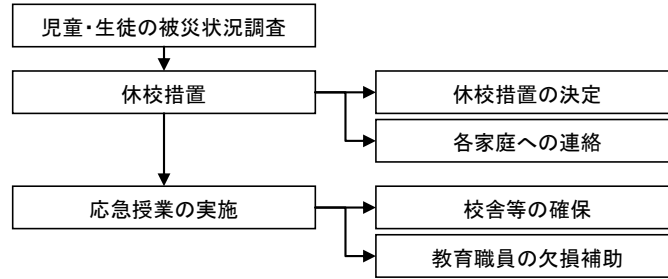 児童・生徒の被災状況調査
休校措置
休校措置の決定
各家庭への連絡
応急授業の実施
校舎等の確保
教育職員の欠損補助